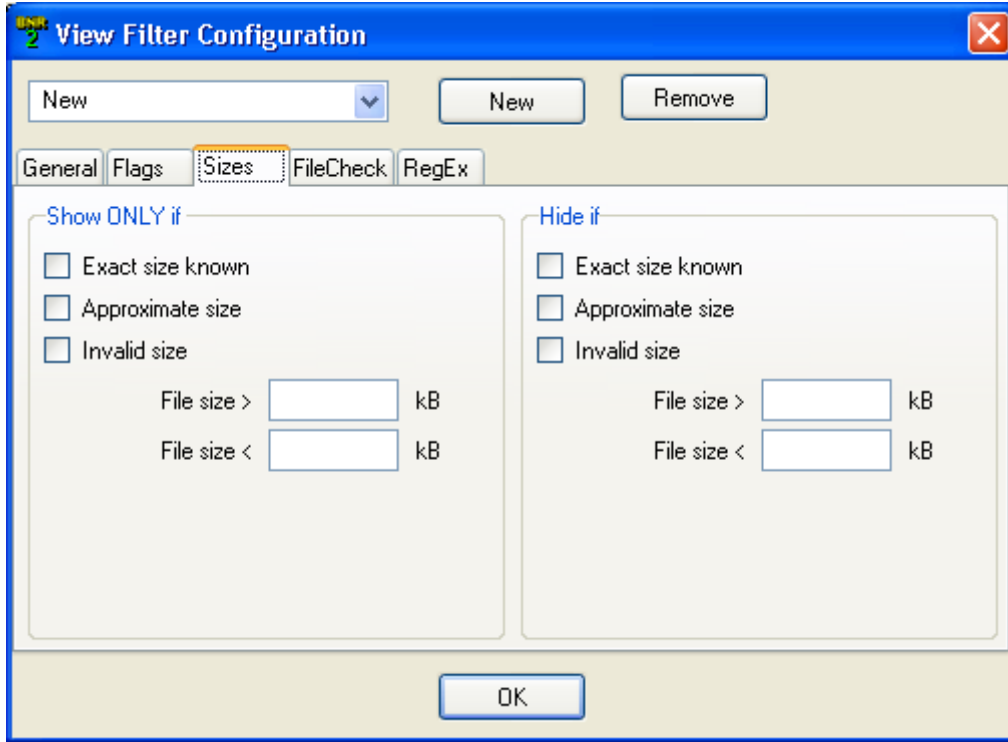 View Filter Configuration
New
New
Remove
General
Flags
Sizes
FileCheck
RegEx
Show ONLY if
Exact size known
Approximate size
Invalid size
File size > kB
File size < kB
Hide if
Exact size known
Approximate size
Invalid size
File size > kB
File size < kB
OK